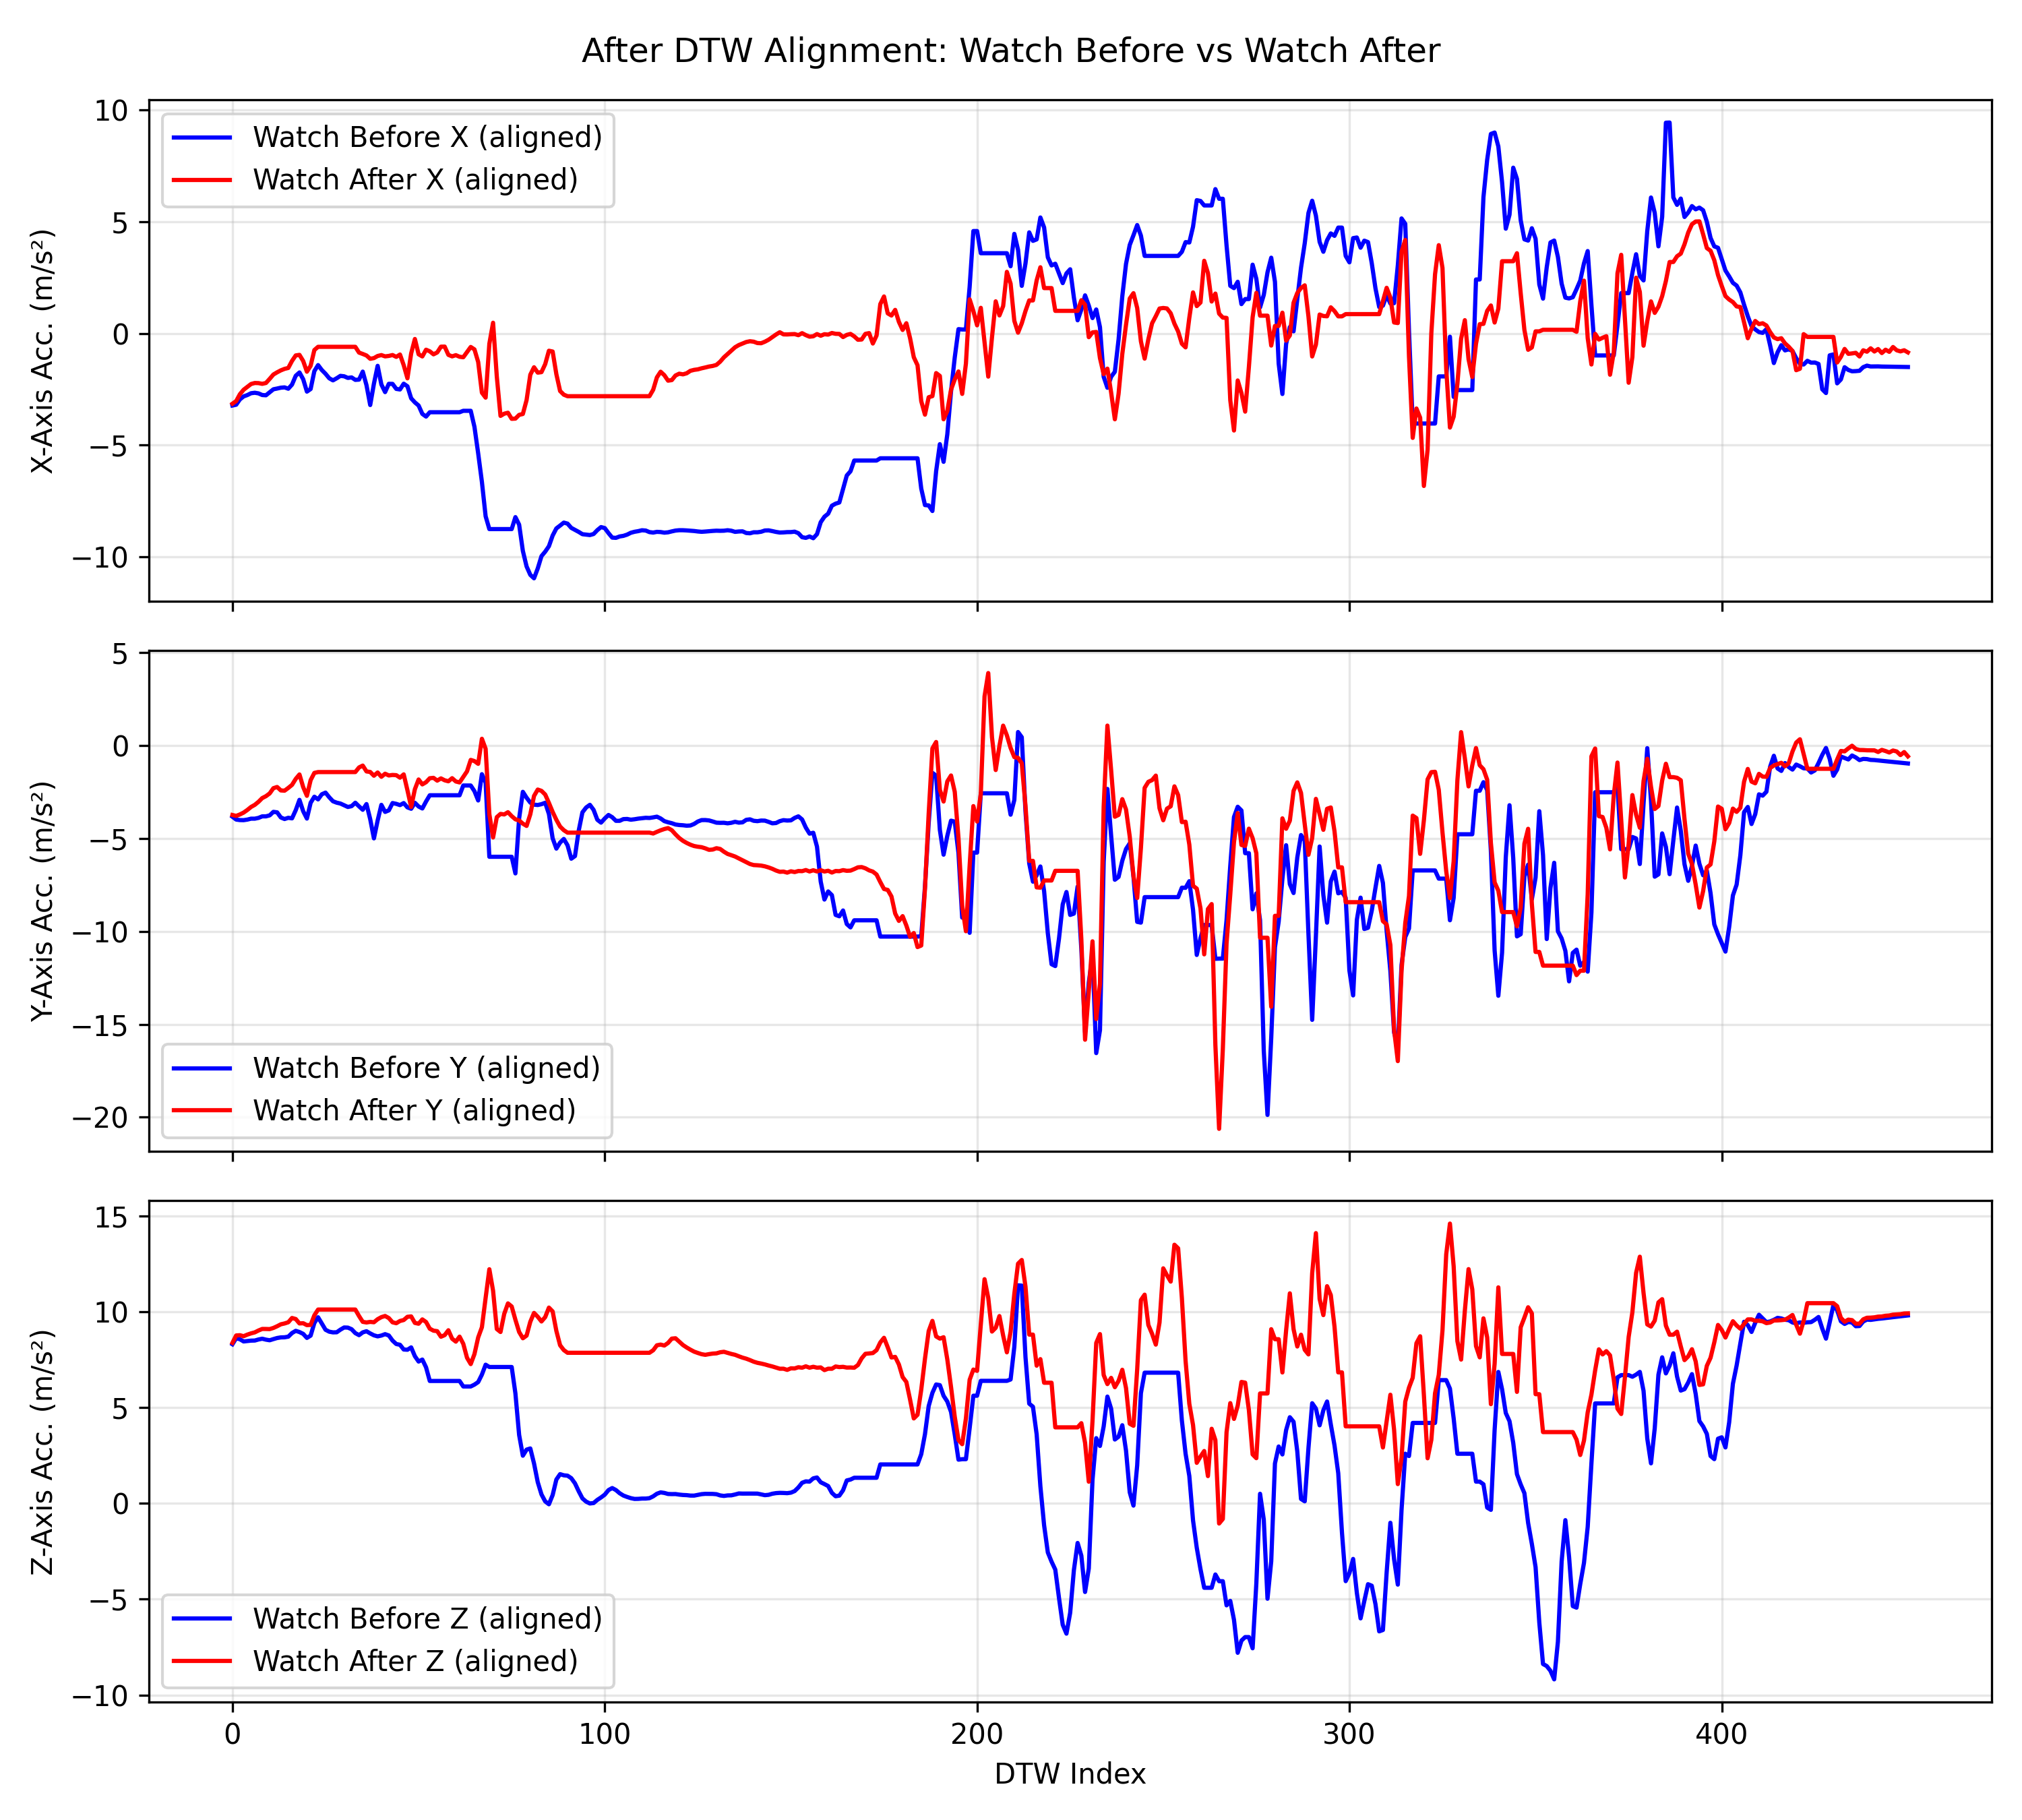 After DTW Alignment: Watch Before vs Watch After
10
5
0
−5
−10
X-Axis Acc. (m/s²)
Watch Before X (aligned)
Watch After X (aligned)
5
0
−5
−10
−15
−20
Y-Axis Acc. (m/s²)
Watch Before Y (aligned)
Watch After Y (aligned)
15
10
5
0
−5
−10
Z-Axis Acc. (m/s²)
Watch Before Z (aligned)
Watch After Z (aligned)
0 100 200 300 400
DTW Index